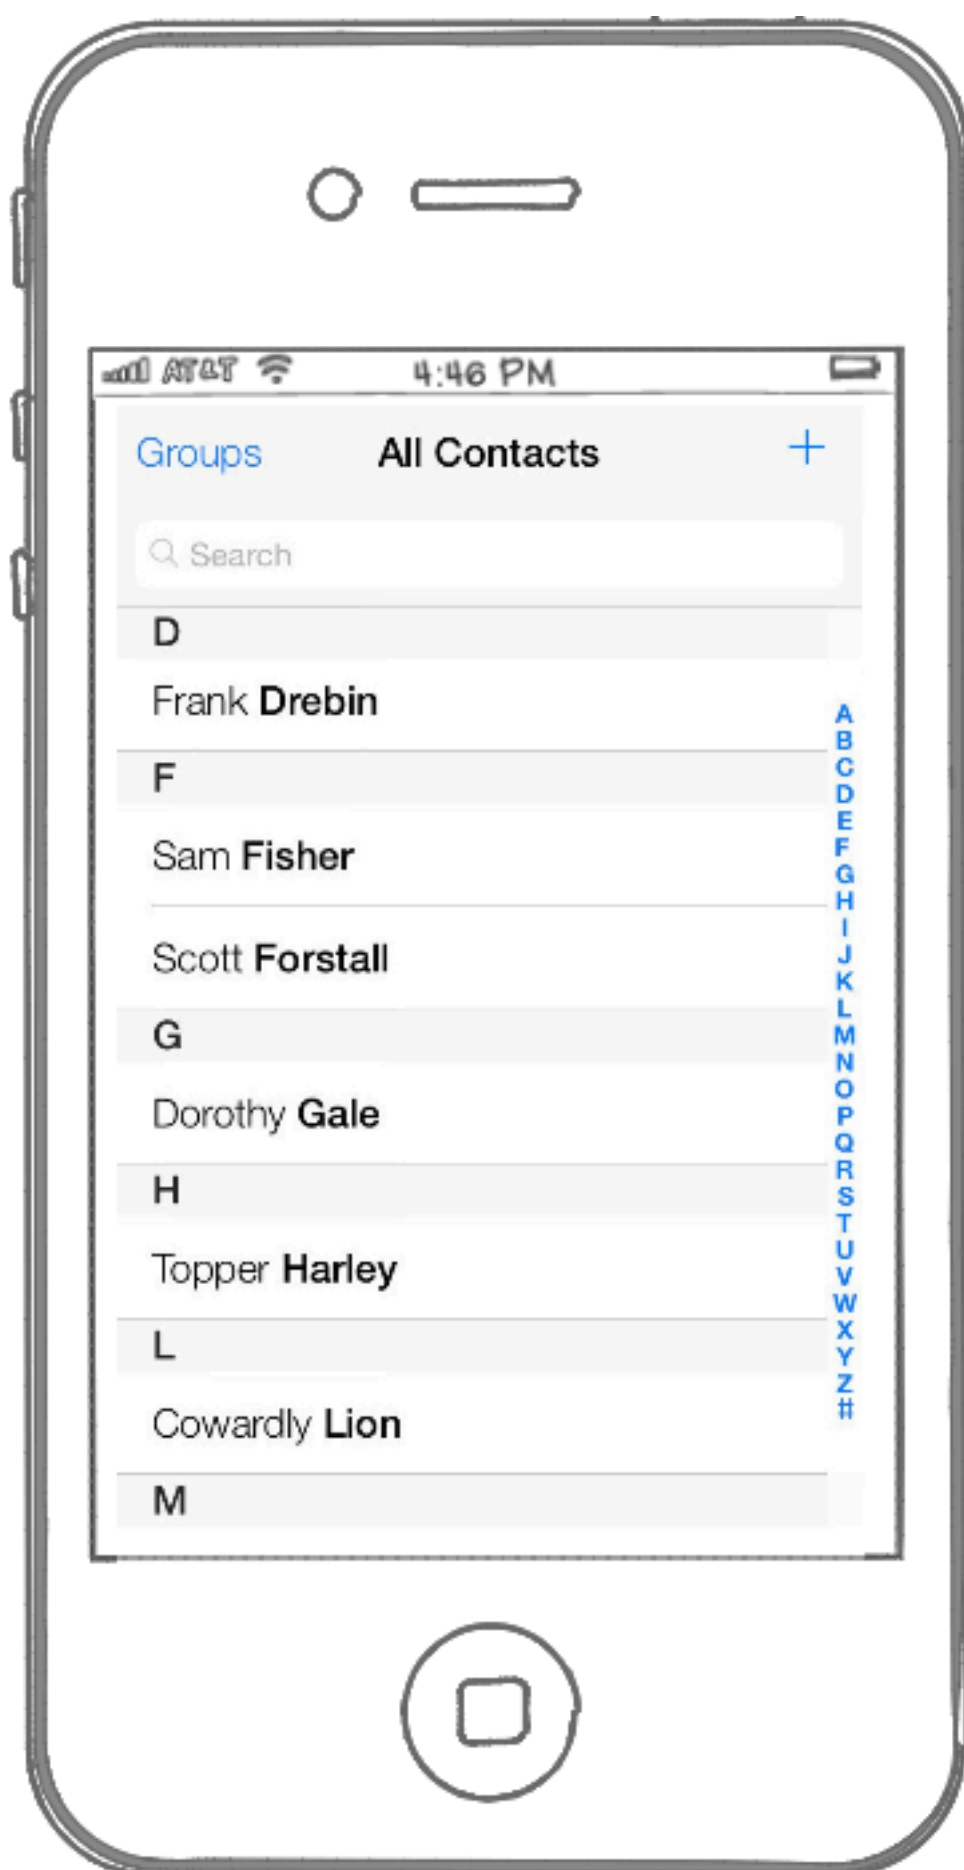 AT&T 4:46 PM
Groups All Contacts +
Search
D
Frank Drebin
F
Sam Fisher
Scott Forstall
G
Dorothy Gale
H
Topper Harley
L
Cowardly Lion
M
A
B
C
D
E
F
G
H
I
J
K
L
M
N
O
P
Q
R
S
T
U
V
W
X
Y
Z
#